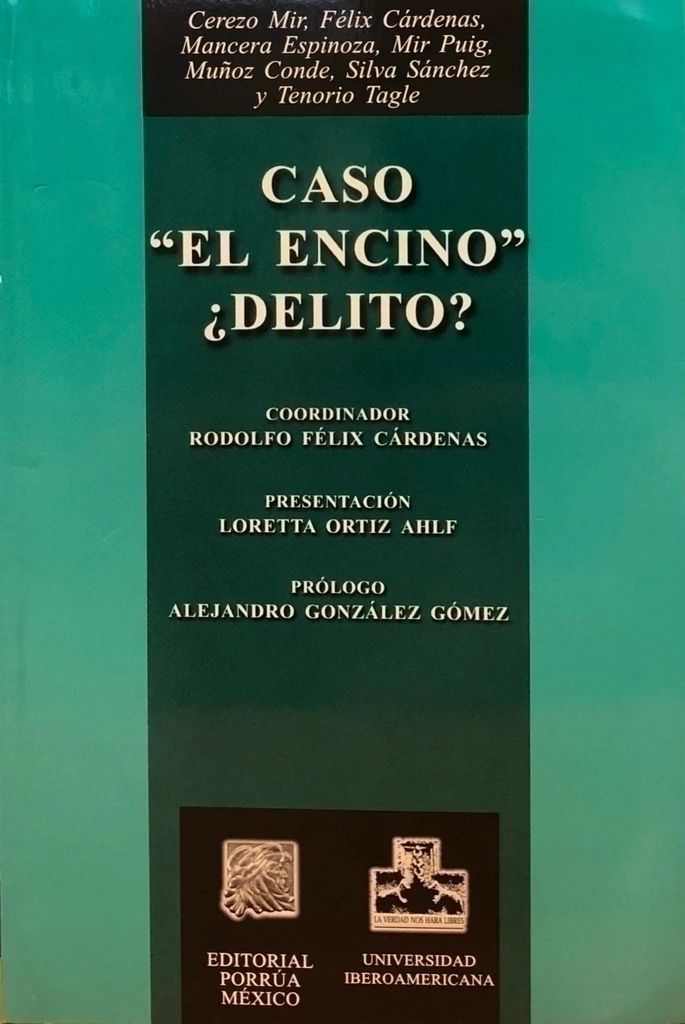 Cerezo Mir, Félix Cárdenas,
Mancera Espinoza, Mir Puig,
Muñoz Conde, Silva Sánchez
y Tenorio Tagle
CASO
“EL ENCINO”
¿DELITO?
COORDINADOR
RODOLFO FÉLIX CÁRDENAS
PRESENTACIÓN
LORETTA ORTIZ AHLF
PRÓLOGO
ALEJANDRO GONZÁLEZ GÓMEZ
LA VERDAD NOS HARA LIBRES
EDITORIAL
PORRÚA
MÉXICO
UNIVERSIDAD
IBEROAMERICANA